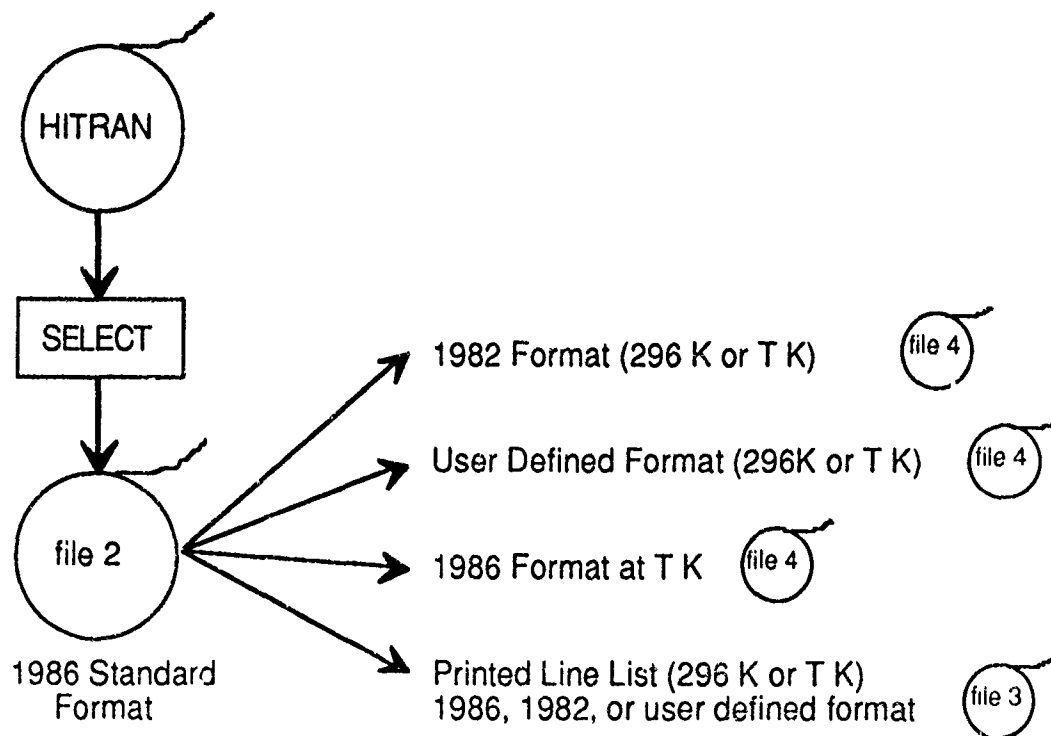 HITRAN
SELECT
file 2
1986 Standard
Format
1982 Format (296 K or T K)
file 4
User Defined Format (296K or T K)
file 4
1986 Format at T K
file 4
Printed Line List (296 K or T K)
1986, 1982, or user defined format
file 3